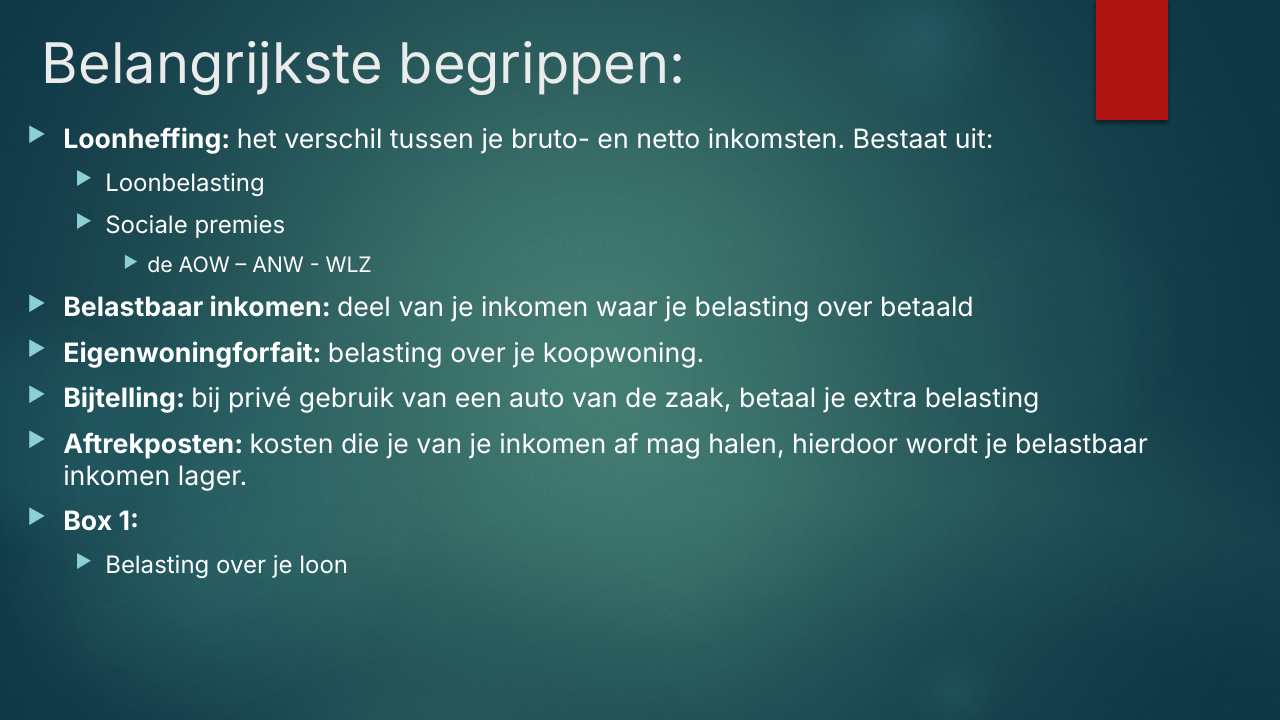 Belangrijkste begrippen:
Loonheffing: het verschil tussen je bruto- en netto inkomsten. Bestaat uit:
Loonbelasting
Sociale premies
de AOW – ANW - WLZ
Belastbaar inkomen: deel van je inkomen waar je belasting over betaald
Eigenwoningforfait: belasting over je koopwoning.
Bijtelling: bij privé gebruik van een auto van de zaak, betaal je extra belasting
Aftrekposten: kosten die je van je inkomen af mag halen, hierdoor wordt je belastbaar
inkomen lager.
Box 1:
Belasting over je loon